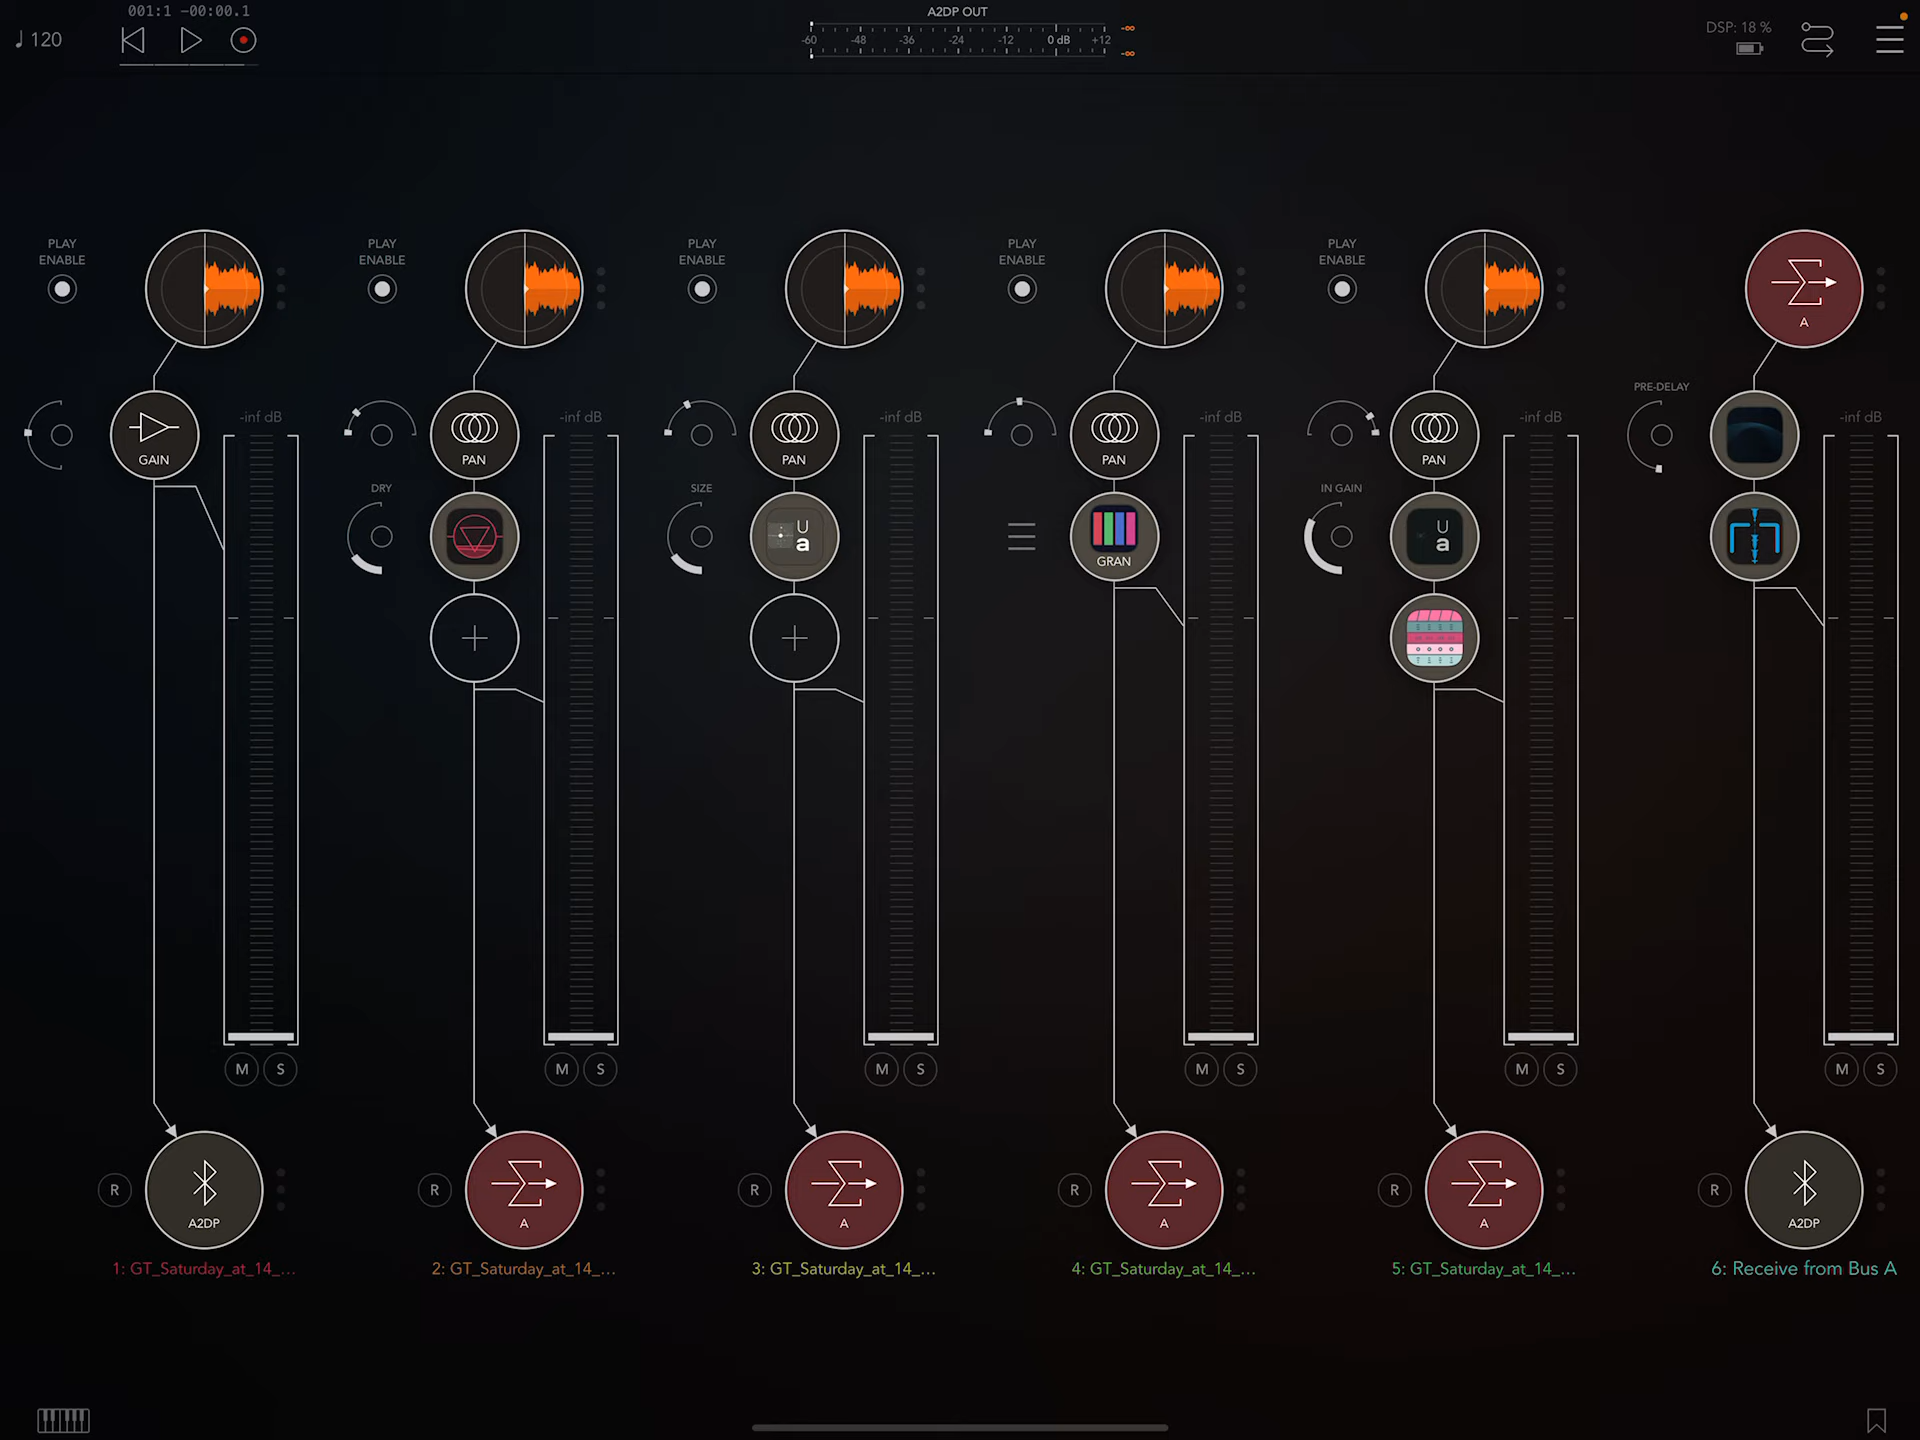 001:1 -00:00.1
♩ 120
A2DP OUT
-60 -48 -36 -24 -12 0 dB +12
-∞
-∞
DSP: 18 %
PLAY ENABLE
PLAY ENABLE
PLAY ENABLE
PLAY ENABLE
PLAY ENABLE
A
PRE-DELAY
GAIN
-inf dB
PAN
-inf dB
PAN
-inf dB
PAN
-inf dB
PAN
-inf dB
-inf dB
DRY
SIZE
U a
GRAN
IN GAIN
U a
M S
M S
M S
M S
M S
M S
R
A2DP
R
A
R
A
R
A
R
A
R
A2DP
1: GT_Saturday_at_14_...
2: GT_Saturday_at_14_...
3: GT_Saturday_at_14_...
4: GT_Saturday_at_14_...
5: GT_Saturday_at_14_...
6: Receive from Bus A